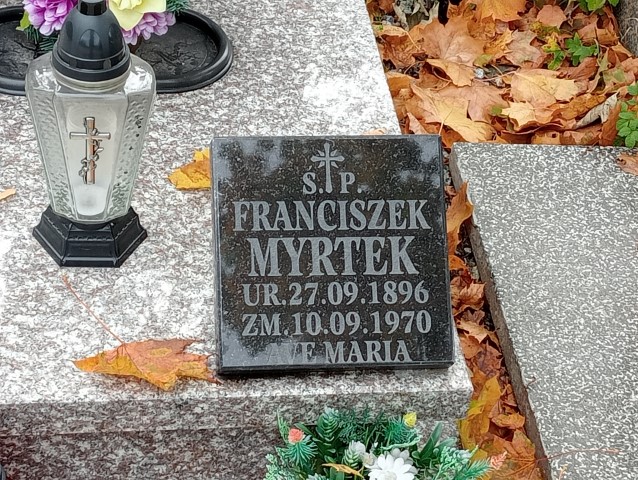 Ś.P.
FRANCISZEK
MYRTEK
UR.27.09.1896
ZM.10.09.1970
AVE MARIA